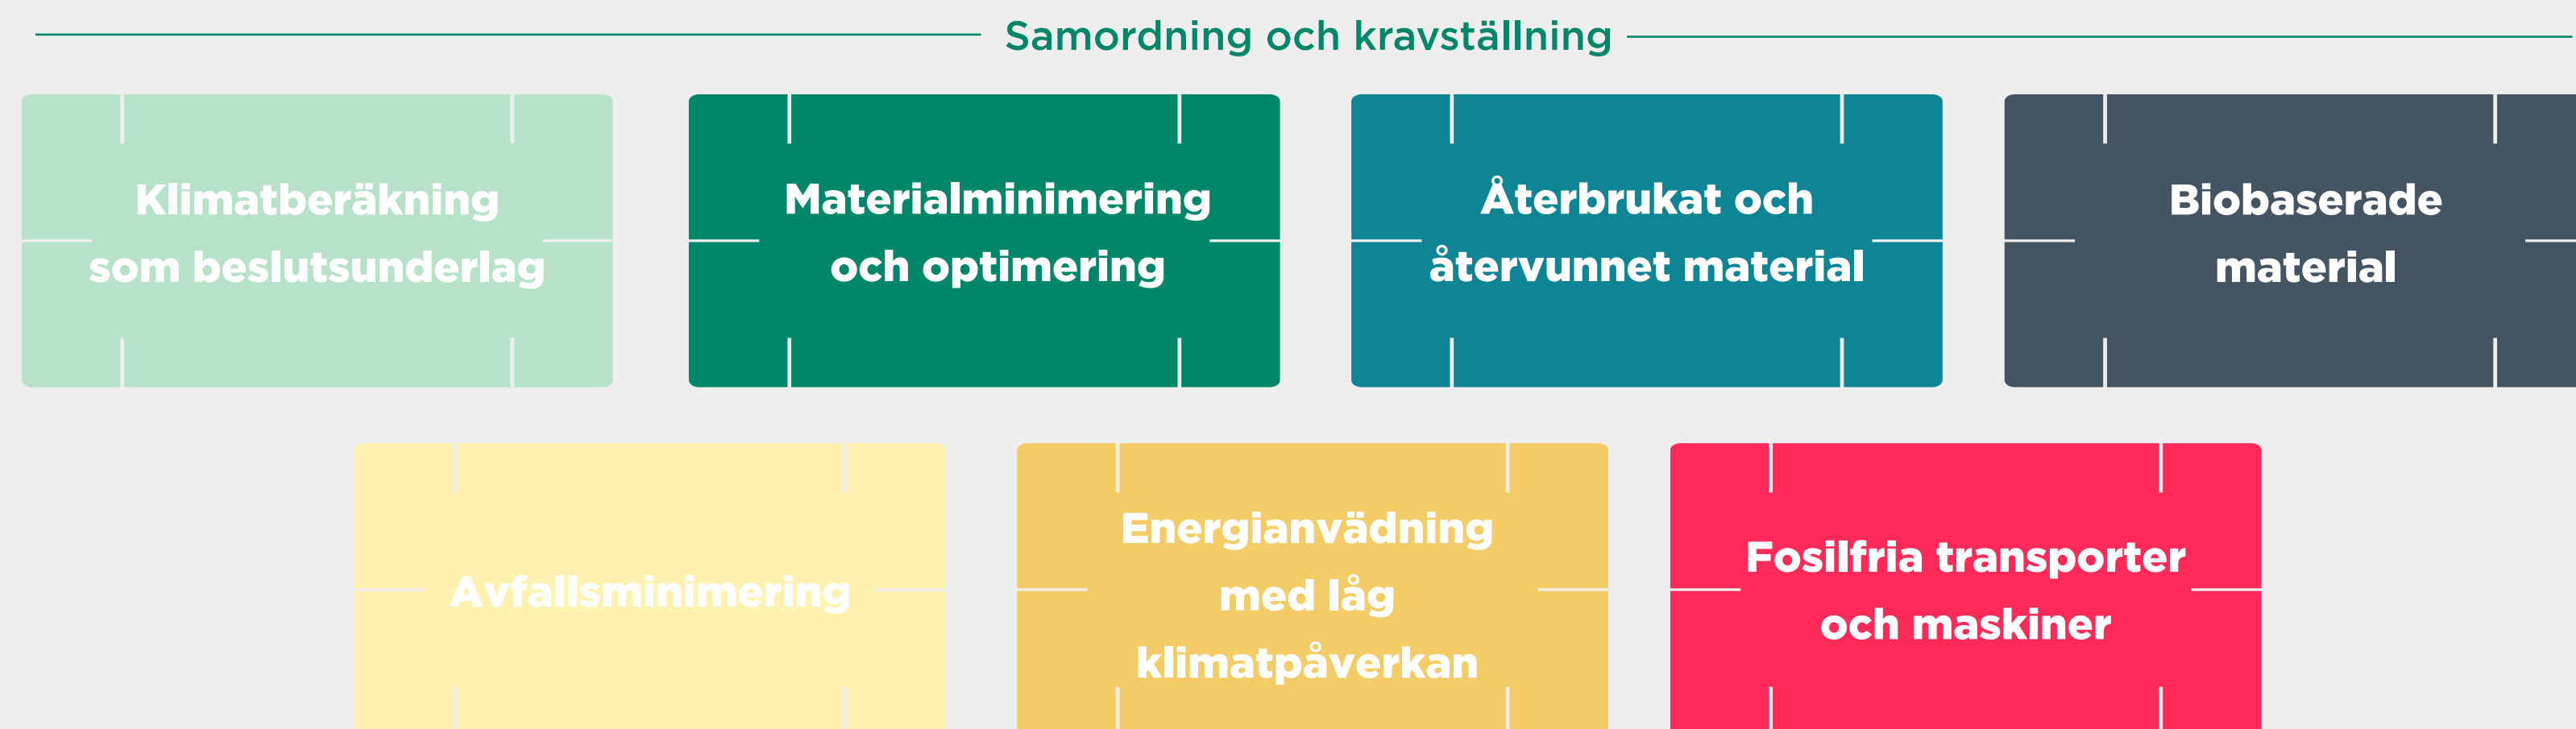 Samordning och kravställning
Klimatberäkning
som beslutsunderlag
Materialminimering
och optimering
Återbrukat och
återvunnet material
Biobaserade
material
Avfallsminimering
Energianvädning
med låg
klimatpåverkan
Fosilfria transporter
och maskiner